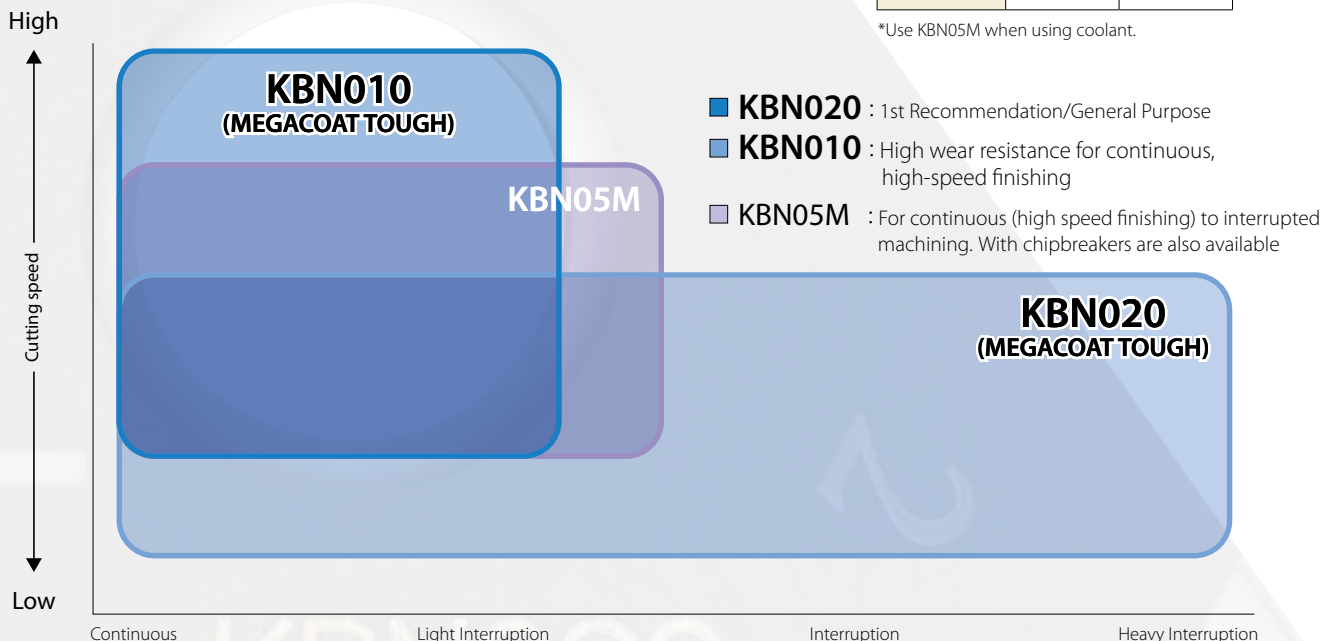 High
*Use KBN05M when using coolant.
KBN010
(MEGACOAT TOUGH)
KBN020 : 1st Recommendation/General Purpose
KBN010 : High wear resistance for continuous,
high-speed finishing
KBN05M
KBN05M : For continuous (high speed finishing) to interrupted
machining. With chipbreakers are also available
Cutting speed
KBN020
(MEGACOAT TOUGH)
Low
Continuous
Light Interruption
Interruption
Heavy Interruption